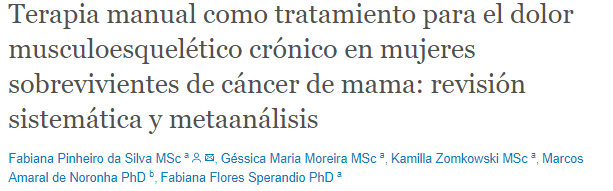 Terapia manual como tratamiento para el dolor
musculoesquelético crónico en mujeres
sobrevivientes de cáncer de mama: revisión
sistemática y metaanálisis
Fabiana Pinheiro da Silva MSc a, Géssica Maria Moreira MSc a, Kamilla Zomkowski MSc a, Marcos
Amaral de Noronha PhD b, Fabiana Flores Sperandio PhD a